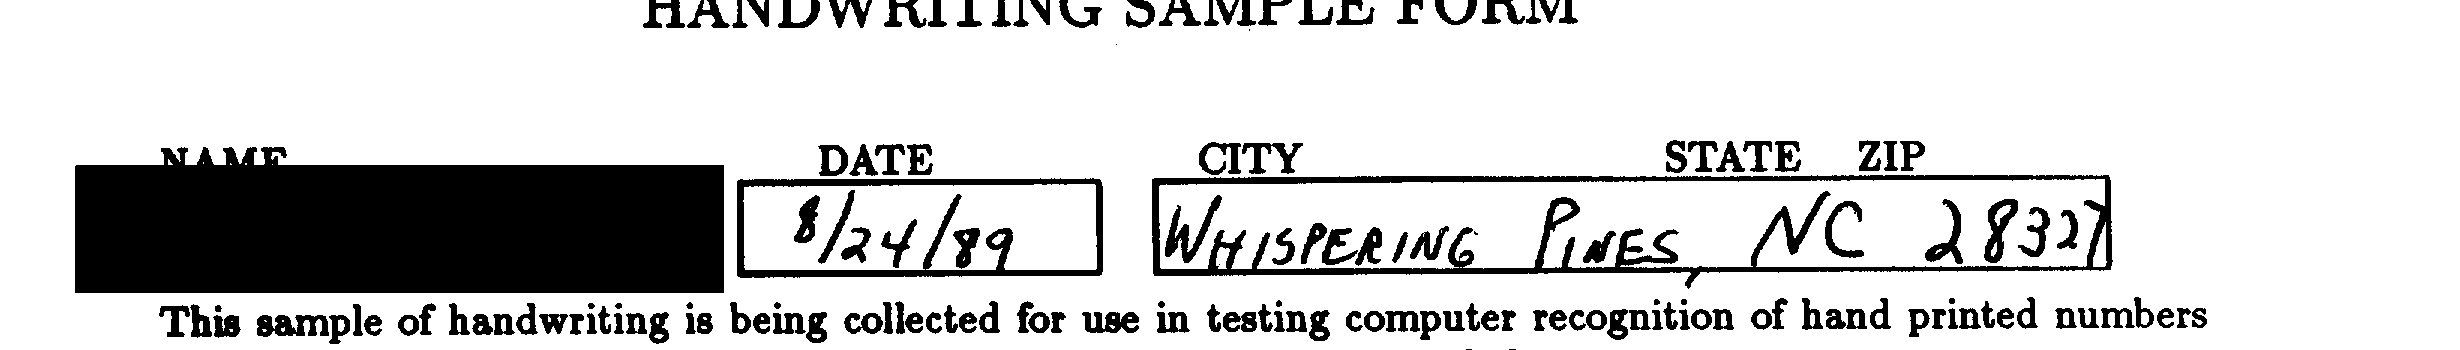 HANDWRITING SAMPLE FORM
NAME DATE CITY STATE ZIP
8/24/89 WHISPERING PINES, NC 28327
This sample of handwriting is being collected for use in testing computer recognition of hand printed numbers